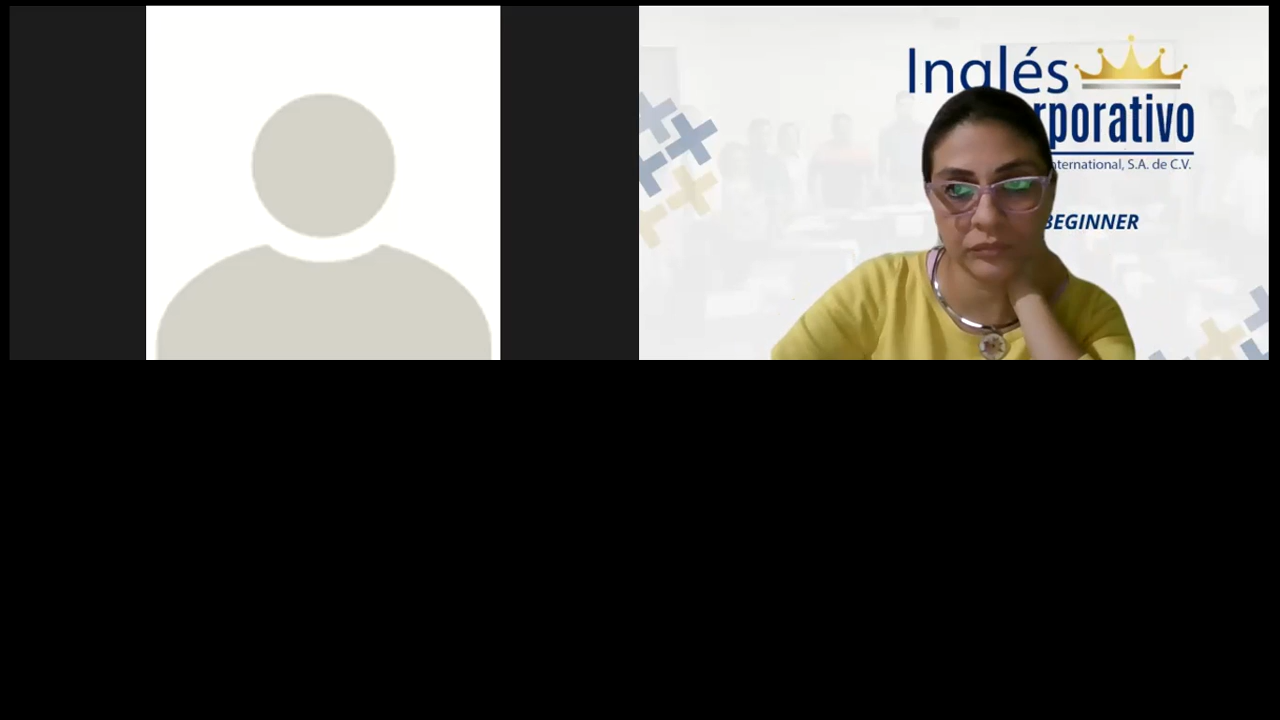 Inglés
rporativo
nternational, S.A. de C.V.
BEGINNER